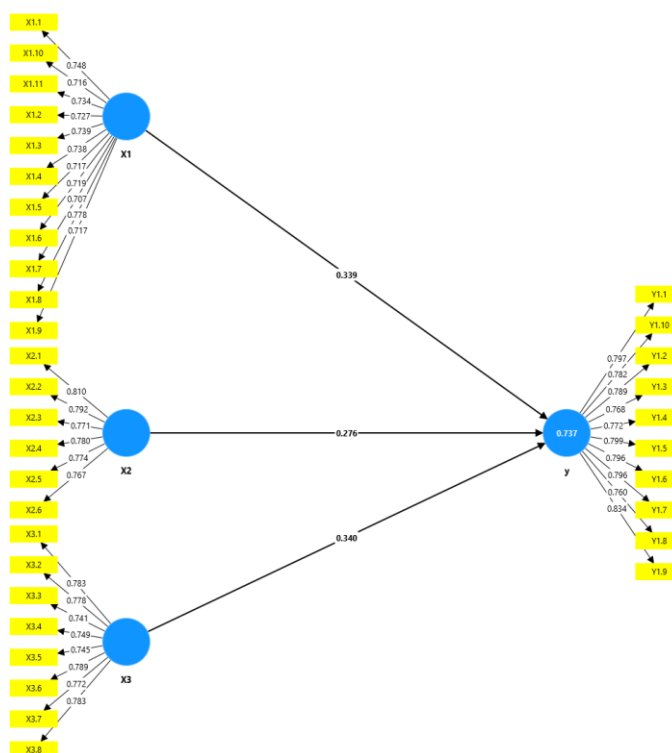 X1.1
X1.10
X1.11
X1.2
X1.3
X1.4
X1.5
X1.6
X1.7
X1.8
X1.9
0.748
0.716
0.734
0.727
0.739
0.738
0.717
0.719
0.707
0.778
0.717
X1
X2.1
X2.2
X2.3
X2.4
X2.5
X2.6
0.810
0.792
0.771
0.780
0.774
0.767
X2
X3.1
X3.2
X3.3
X3.4
X3.5
X3.6
X3.7
X3.8
0.783
0.778
0.741
0.749
0.745
0.789
0.772
0.783
X3
0.339
0.276
0.340
0.737
y
0.797
0.782
0.789
0.768
0.772
0.799
0.796
0.796
0.760
0.834
Y1.1
Y1.10
Y1.2
Y1.3
Y1.4
Y1.5
Y1.6
Y1.7
Y1.8
Y1.9